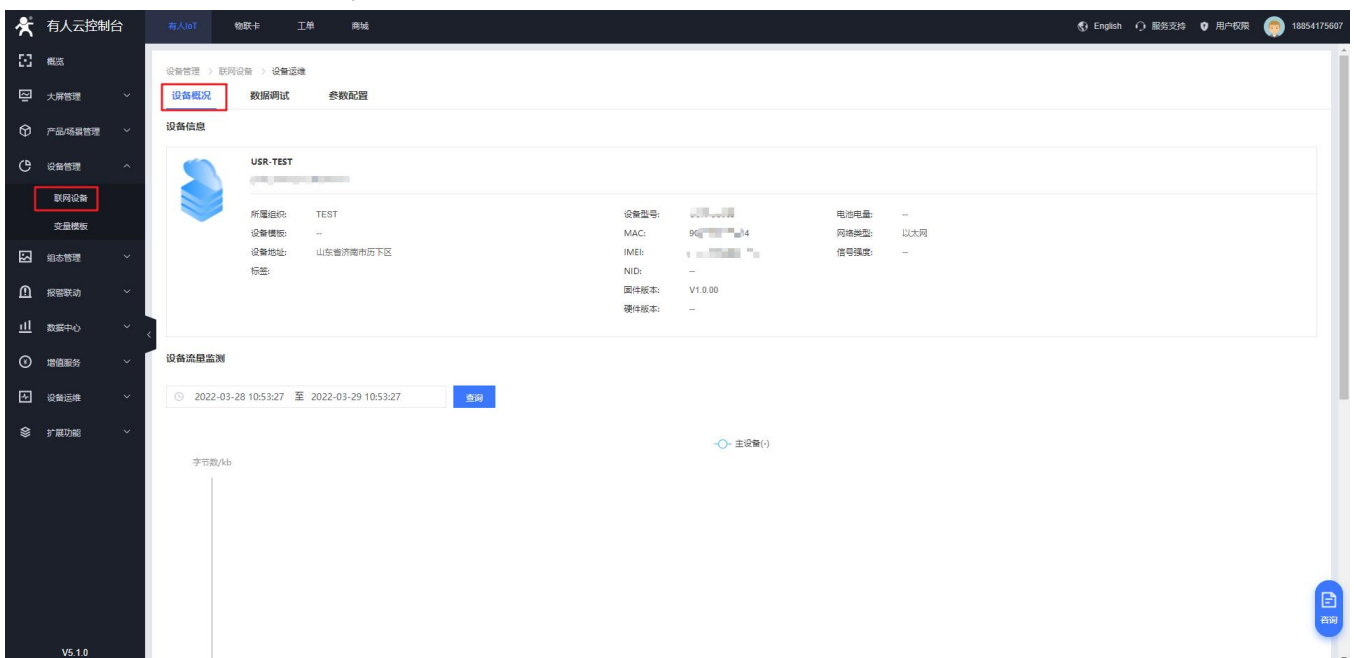 有人云控制台
有人IoT 物联卡 工单 商城
English 服务支持 用户权限 18854175607
概览
大屏管理
产品/场景管理
设备管理
联网设备
变量模板
组态管理
报警联动
数据中心
增值服务
设备运维
扩展功能
V5.1.0
设备管理 > 联网设备 > 设备运维
设备概况 数据调试 参数配置
设备信息
USR-TEST
所属组织: TEST 设备型号: 电池电量: --
设备模板: -- MAC: 网络类型: 以太网
设备地址: 山东省济南市历下区 IMEI: 信号强度: --
标签: NID: --
固件版本: V1.0.00
硬件版本: --
设备流量监测
2022-03-28 10:53:27 至 2022-03-29 10:53:27 查询
主设备(-)
字节数/kb
咨询